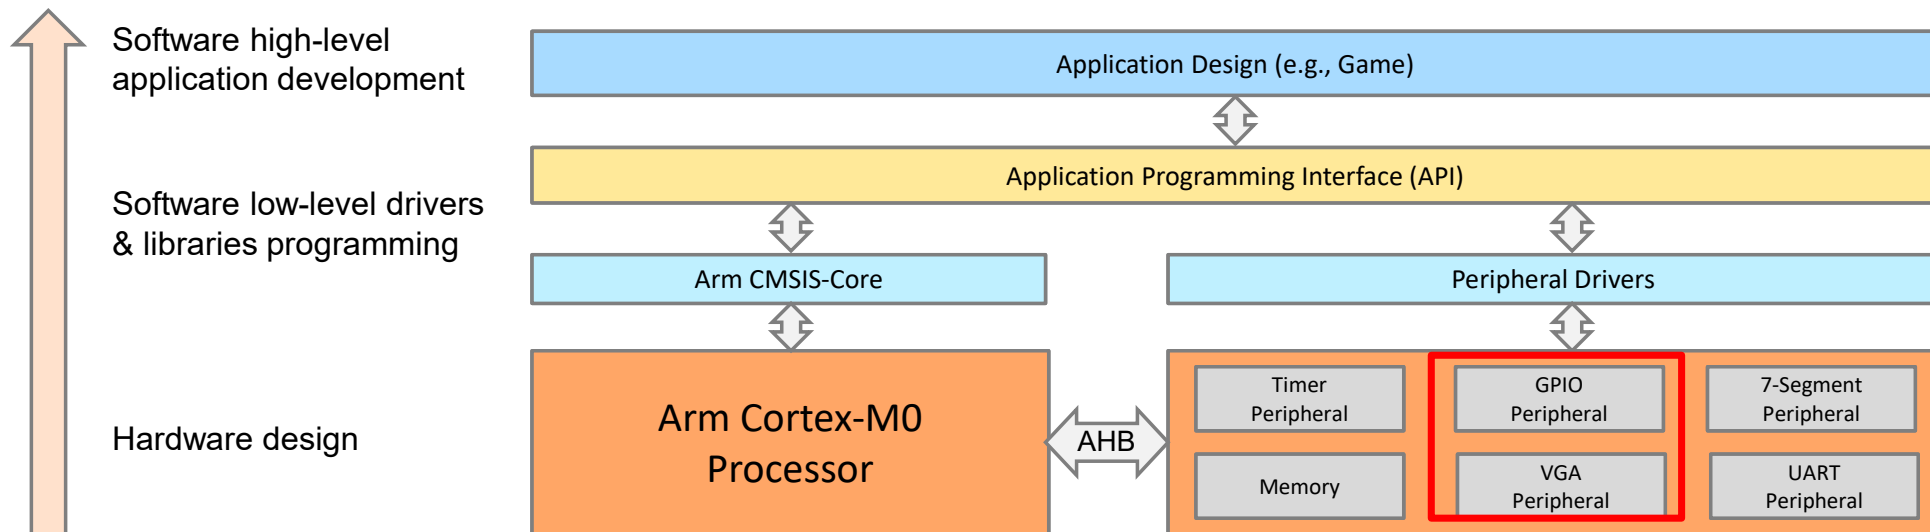 Software high-level
application development
Application Design (e.g., Game)
Application Programming Interface (API)
Software low-level drivers
& libraries programming
Arm CMSIS-Core
Peripheral Drivers
Hardware design
Arm Cortex-M0
Processor
AHB
Timer
Peripheral
GPIO
Peripheral
7-Segment
Peripheral
Memory
VGA
Peripheral
UART
Peripheral